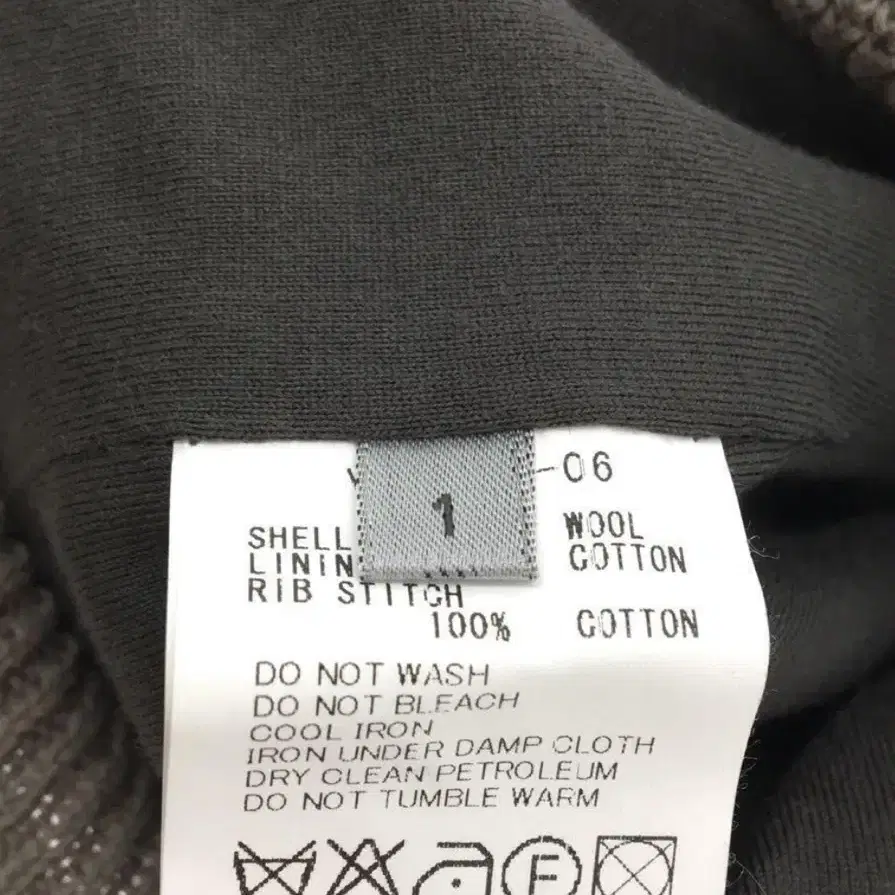 -06
1
SHELL WOOL
LININ COTTON
RIB STITCH
100% COTTON
DO NOT WASH
DO NOT BLEACH
COOL IRON
IRON UNDER DAMP CLOTH
DRY CLEAN PETROLEUM
DO NOT TUMBLE WARM
F